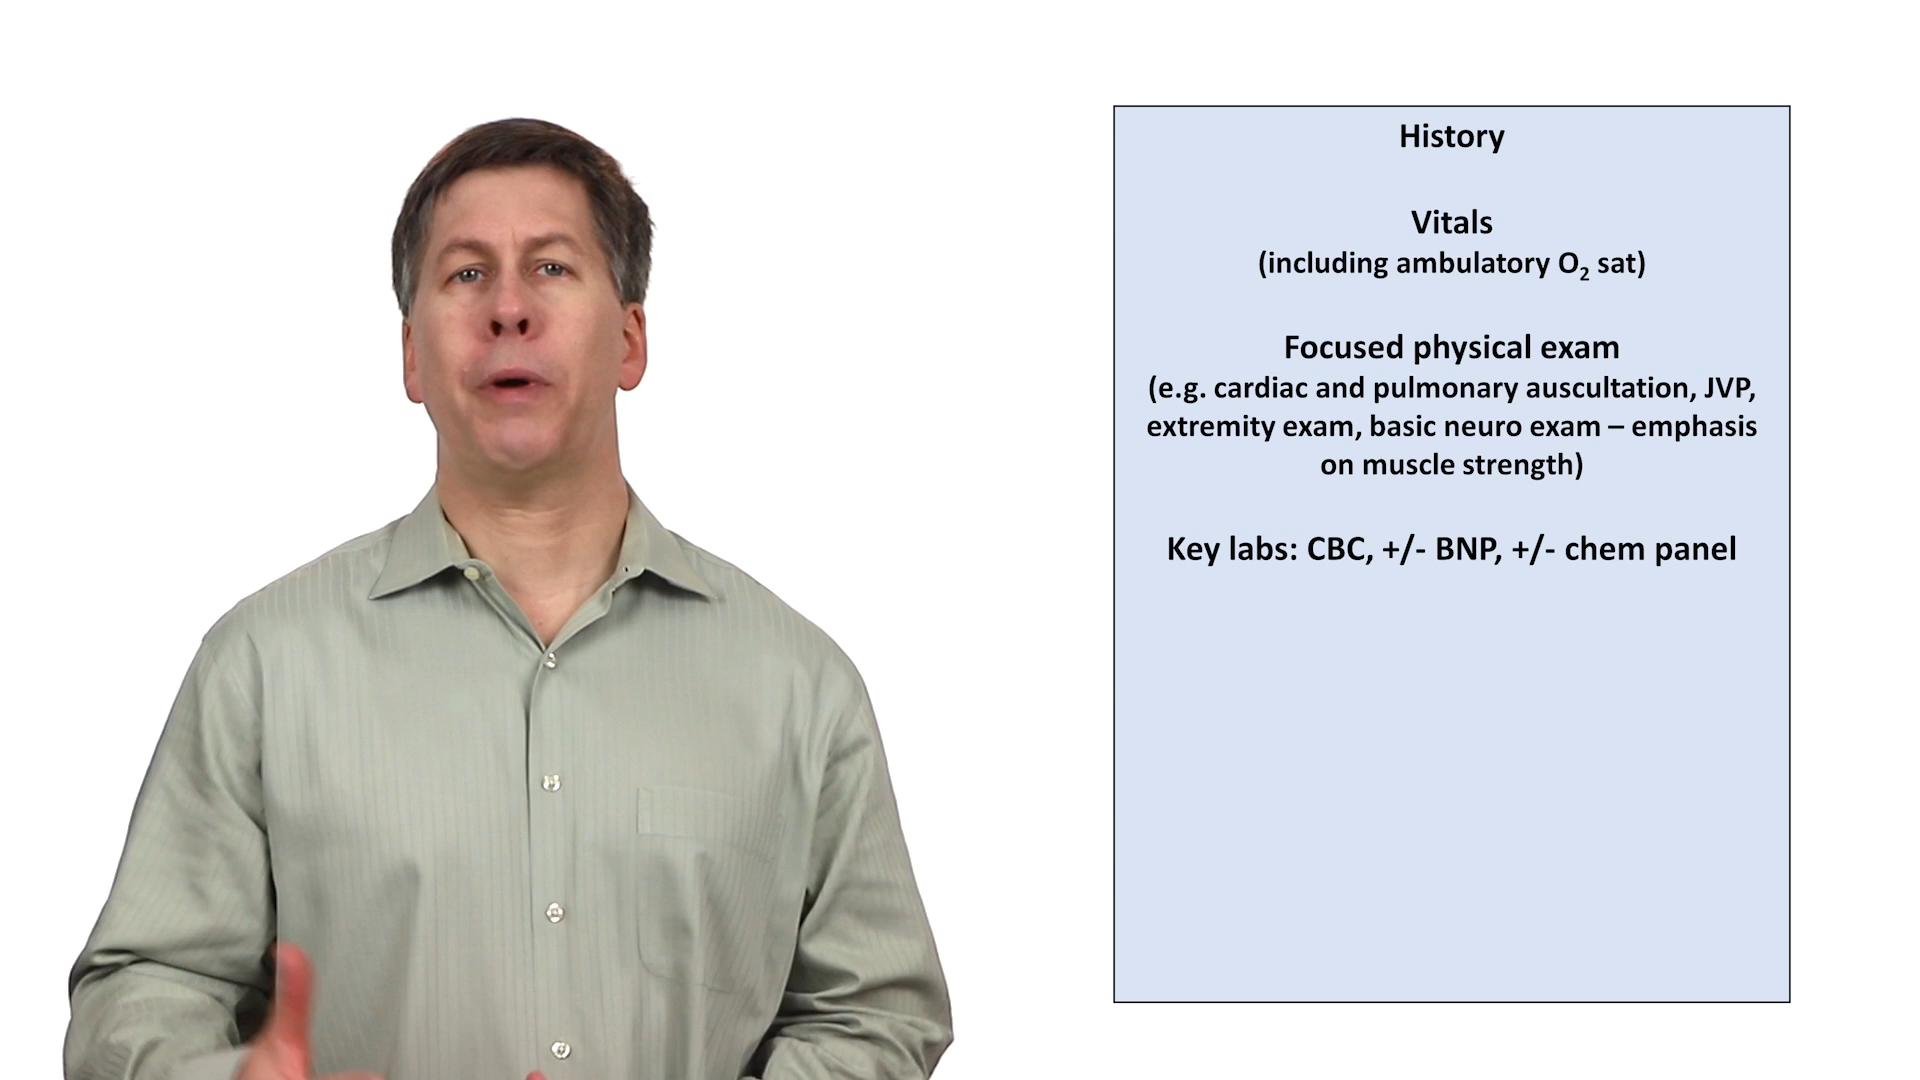 History
Vitals
(including ambulatory O₂ sat)
Focused physical exam
(e.g. cardiac and pulmonary auscultation, JVP,
extremity exam, basic neuro exam – emphasis
on muscle strength)
Key labs: CBC, +/- BNP, +/- chem panel